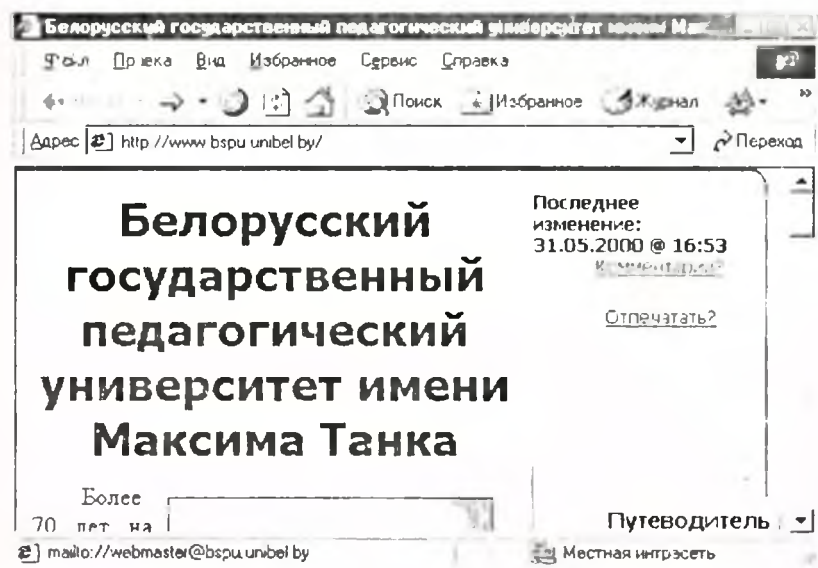 Белорусский государственный педагогический университет имени Мак
Правка Вид Избранное Сервис Справка
Поиск Избранное Журнал »
Адрес http://www.bspu.unibel.by/ Переход
Белорусский
государственный
педагогический
университет имени
Максима Танка
Последнее
изменение:
31.05.2000 @ 16:53
Комментарии?
Отпечатать?
Более
70 лет на
Путеводитель
mailto://webmaster@bspu.unibel.by Местная интрасеть